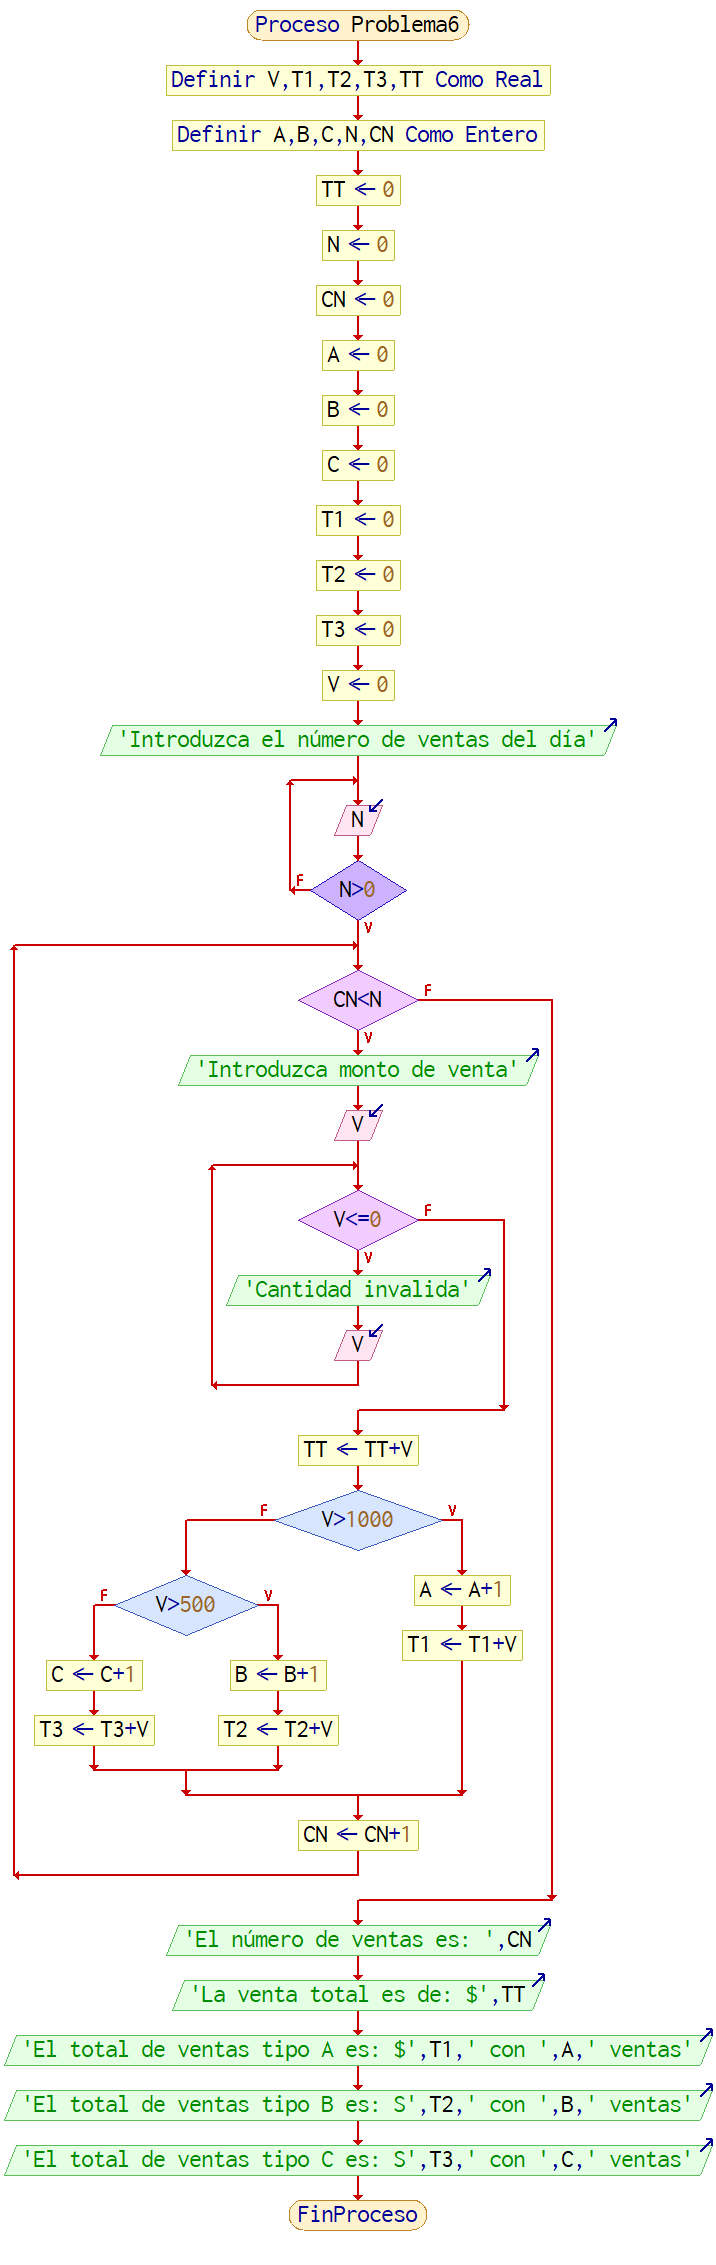 Proceso Problema6
Definir V,T1,T2,T3,TT Como Real
Definir A,B,C,N,CN Como Entero
TT ← 0
N ← 0
CN ← 0
A ← 0
B ← 0
C ← 0
T1 ← 0
T2 ← 0
T3 ← 0
V ← 0
'Introduzca el número de ventas del día'
N
F
N>0
V
CN<N
F
V
'Introduzca monto de venta'
V
V<=0
F
V
'Cantidad invalida'
V
TT ← TT+V
F
V>1000
V
F
V>500
V
A ← A+1
T1 ← T1+V
C ← C+1
B ← B+1
T3 ← T3+V
T2 ← T2+V
CN ← CN+1
'El número de ventas es: ',CN
'La venta total es de: $',TT
'El total de ventas tipo A es: $',T1,' con ',A,' ventas'
'El total de ventas tipo B es: S',T2,' con ',B,' ventas'
'El total de ventas tipo C es: S',T3,' con ',C,' ventas'
FinProceso